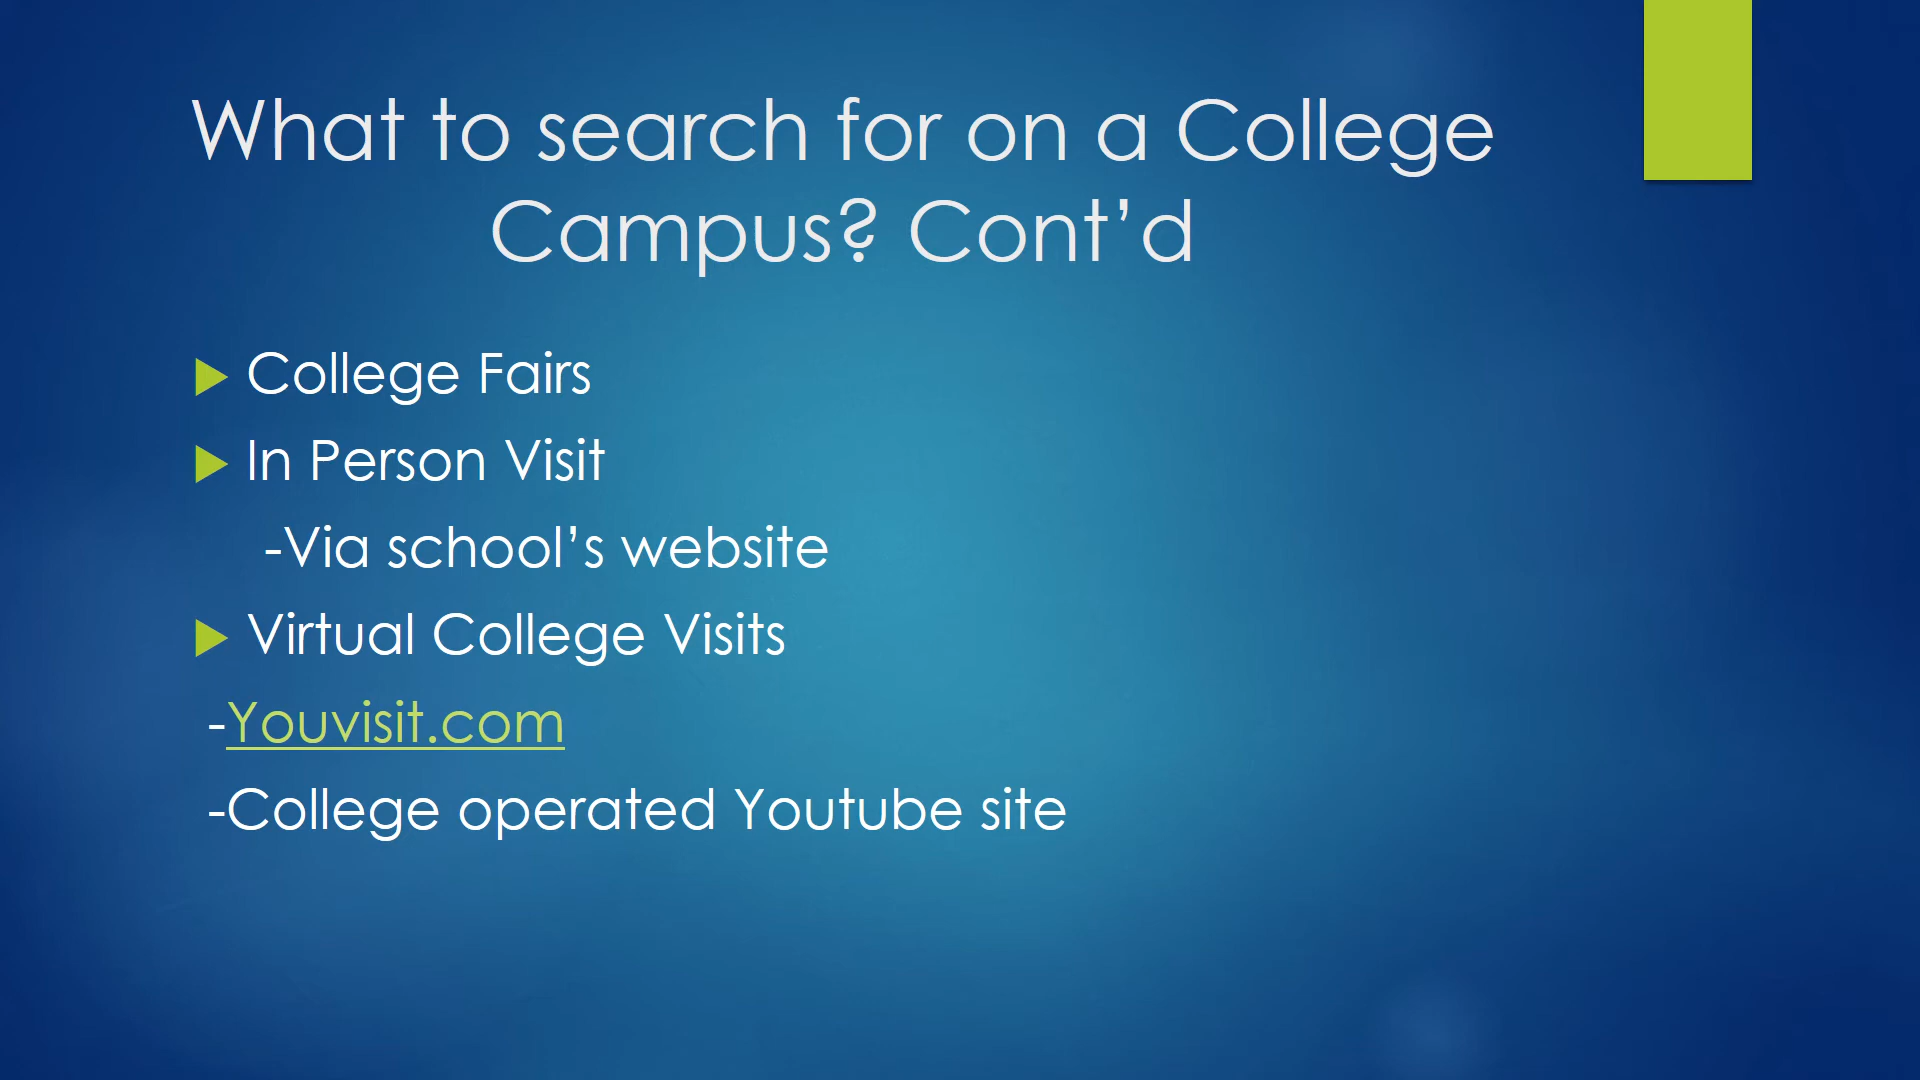 What to search for on a College
Campus? Cont’d
College Fairs
In Person Visit
-Via school’s website
Virtual College Visits
-Youvisit.com
-College operated Youtube site